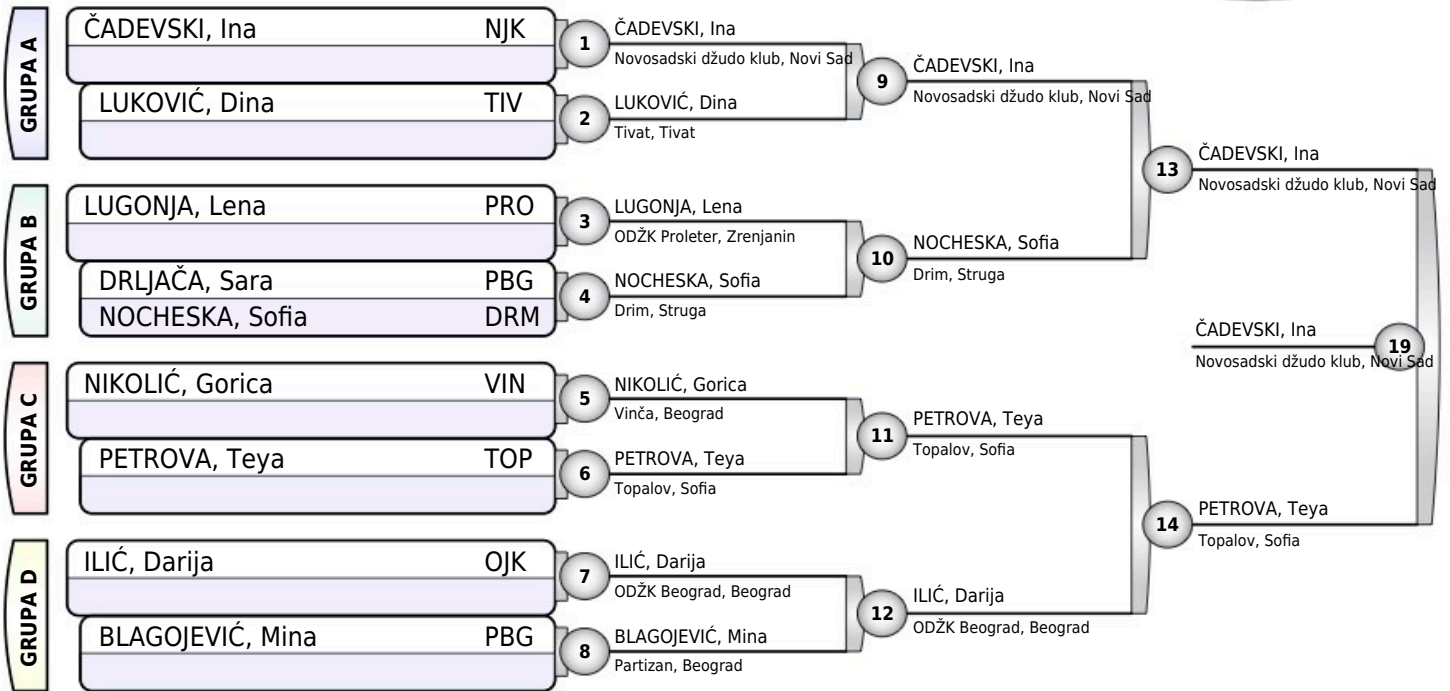 GRUPA A
ČADEVSKI, Ina NJK
LUKOVIĆ, Dina TIV
GRUPA B
LUGONJA, Lena PRO
DRLJAČA, Sara PBG
NOCHESKA, Sofia DRM
GRUPA C
NIKOLIĆ, Gorica VIN
PETROVA, Teya TOP
GRUPA D
ILIĆ, Darija OJK
BLAGOJEVIĆ, Mina PBG
1 ČADEVSKI, Ina
Novosadski džudo klub, Novi Sad
2 LUKOVIĆ, Dina
Tivat, Tivat
3 LUGONJA, Lena
ODŽK Proleter, Zrenjanin
4 NOCHESKA, Sofia
Drim, Struga
5 NIKOLIĆ, Gorica
Vinča, Beograd
6 PETROVA, Teya
Topalov, Sofia
7 ILIĆ, Darija
ODŽK Beograd, Beograd
8 BLAGOJEVIĆ, Mina
Partizan, Beograd
9 ČADEVSKI, Ina
Novosadski džudo klub, Novi Sad
10 NOCHESKA, Sofia
Drim, Struga
11 PETROVA, Teya
Topalov, Sofia
12 ILIĆ, Darija
ODŽK Beograd, Beograd
13 ČADEVSKI, Ina
Novosadski džudo klub, Novi Sad
14 PETROVA, Teya
Topalov, Sofia
ČADEVSKI, Ina
19
Novosadski džudo klub, Novi Sad